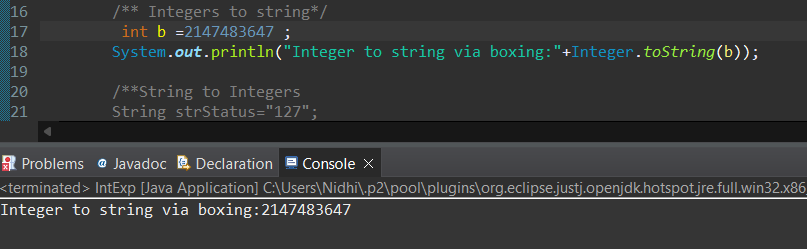 16 /** Integers to string*/
17 int b =2147483647 ;
18 System.out.println("Integer to string via boxing:"+Integer.toString(b));
19
20 /**String to Integers
21 String strStatus="127";
Problems @ Javadoc Declaration Console ×
<terminated> IntExp [Java Application] C:\Users\Nidhi\.p2\pool\plugins\org.eclipse.justj.openjdk.hotspot.jre.full.win32.x86_
Integer to string via boxing:2147483647